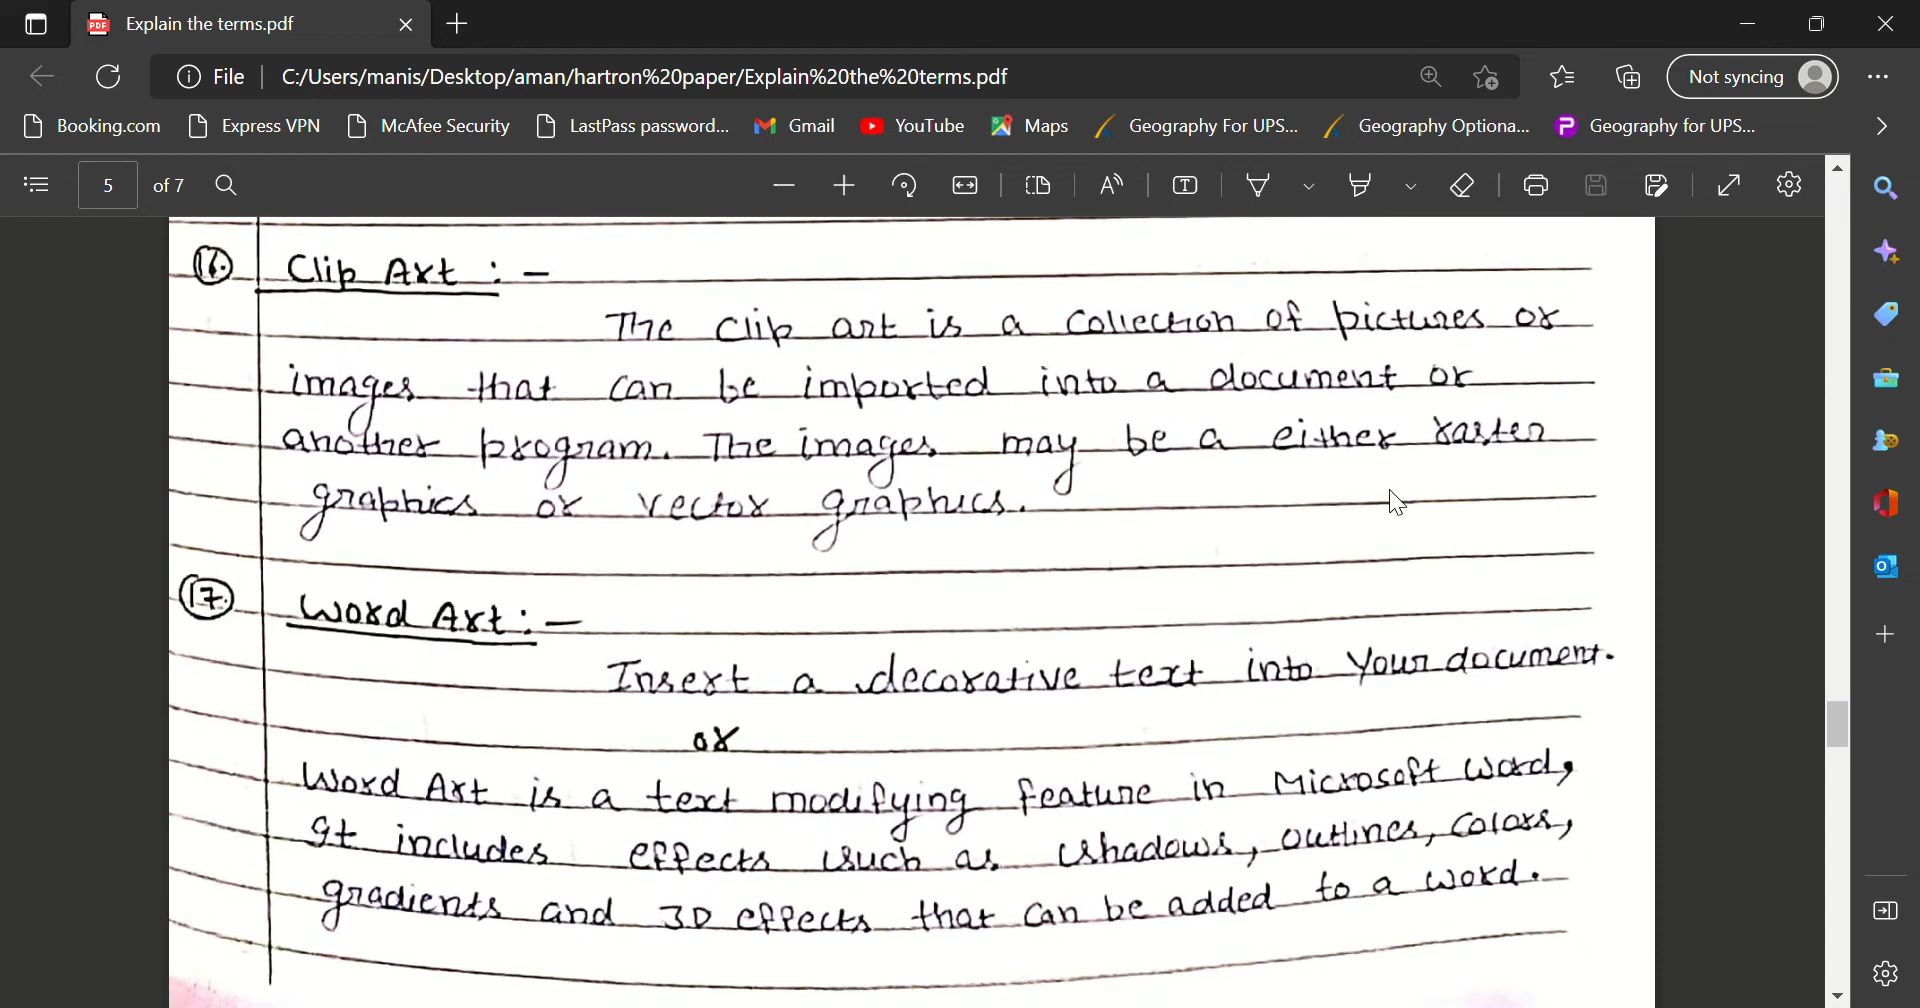 Explain the terms.pdf
File
C:/Users/manis/Desktop/aman/hartron%20paper/Explain%20the%20terms.pdf
Not syncing
Booking.com
Express VPN
McAfee Security
LastPass password...
Gmail
YouTube
Maps
Geography For UPS...
Geography Optiona...
Geography for UPS...
5 of 7
16. Clip Art : -
The Clip art is a collection of pictures or
images that can be imported into a document or
another program. The images may be a either raster
graphics or vector graphics.
17. Word Art : -
Insert a decorative text into Your document.
or
Word Art is a text modifying feature in Microsoft Word,
It includes effects such as shadows, outlines, colors,
gradients and 3D effects that can be added to a word.